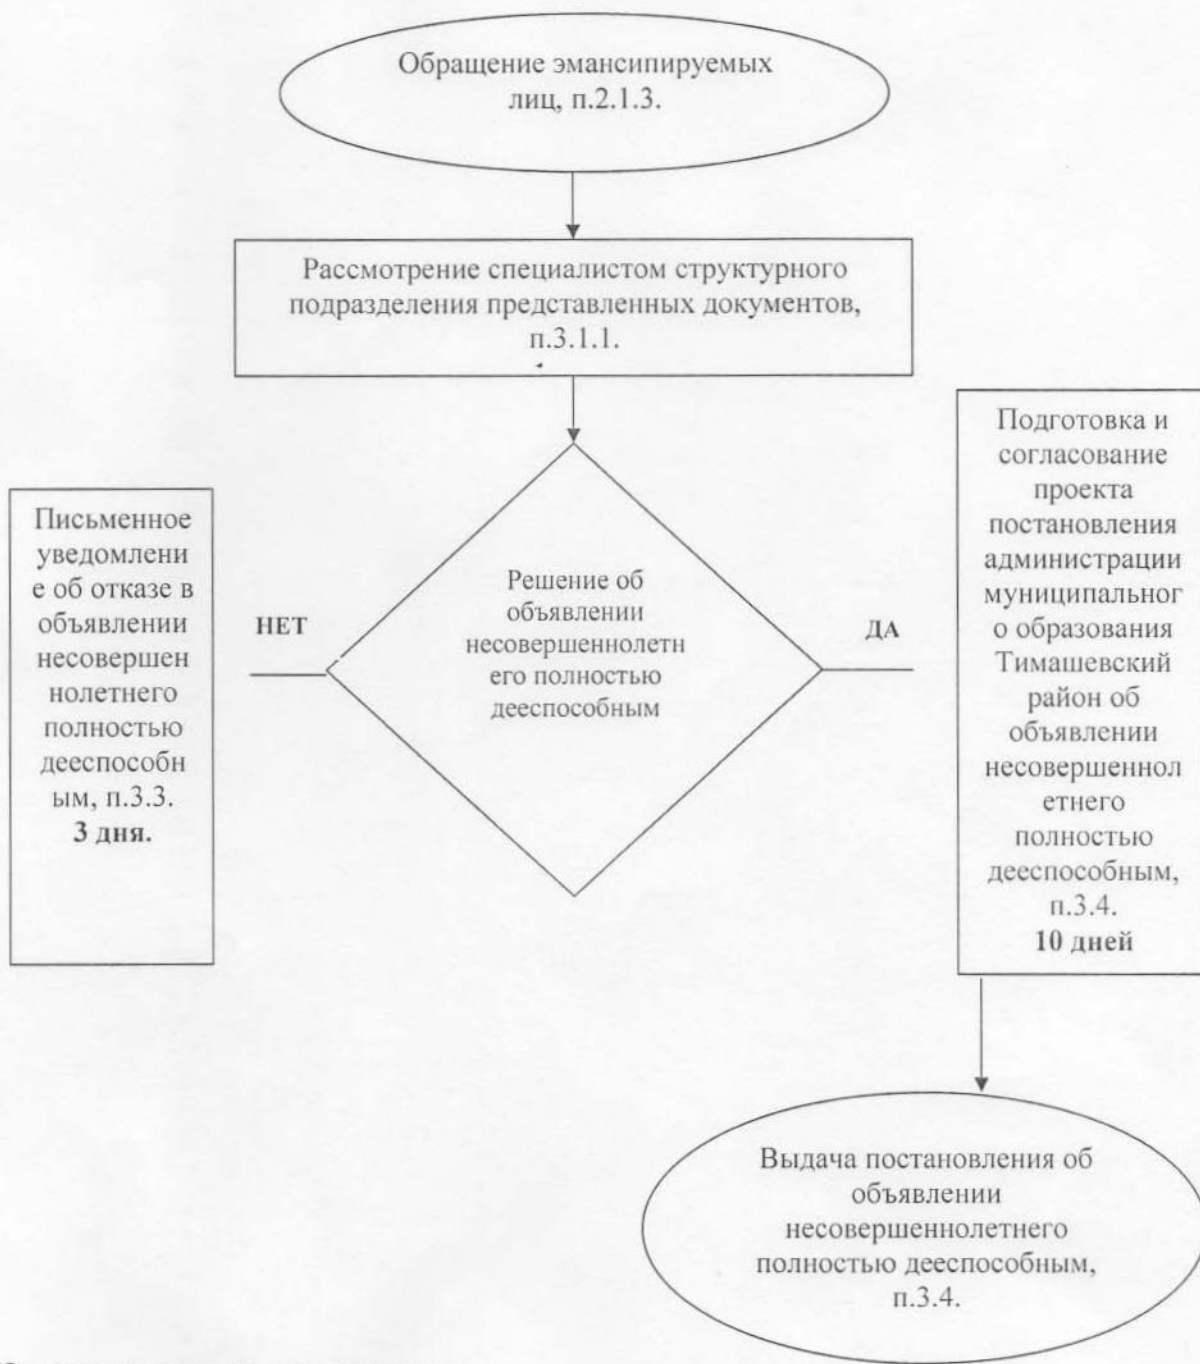 Обращение эмансипируемых
лиц, п.2.1.3.
Рассмотрение специалистом структурного
подразделения представленных документов,
п.3.1.1.
Письменное
уведомлени
е об отказе в
объявлении
несовершен
нолетнего
полностью
дееспособн
ым, п.3.3.
3 дня.
НЕТ
Решение об
объявлении
несовершеннолетн
его полностью
дееспособным
ДА
Подготовка и
согласование
проекта
постановления
администрации
муниципальног
о образования
Тимашевский
район об
объявлении
несовершеннол
етнего
полностью
дееспособным,
п.3.4.
10 дней
Выдача постановления об
объявлении
несовершеннолетнего
полностью дееспособным,
п.3.4.